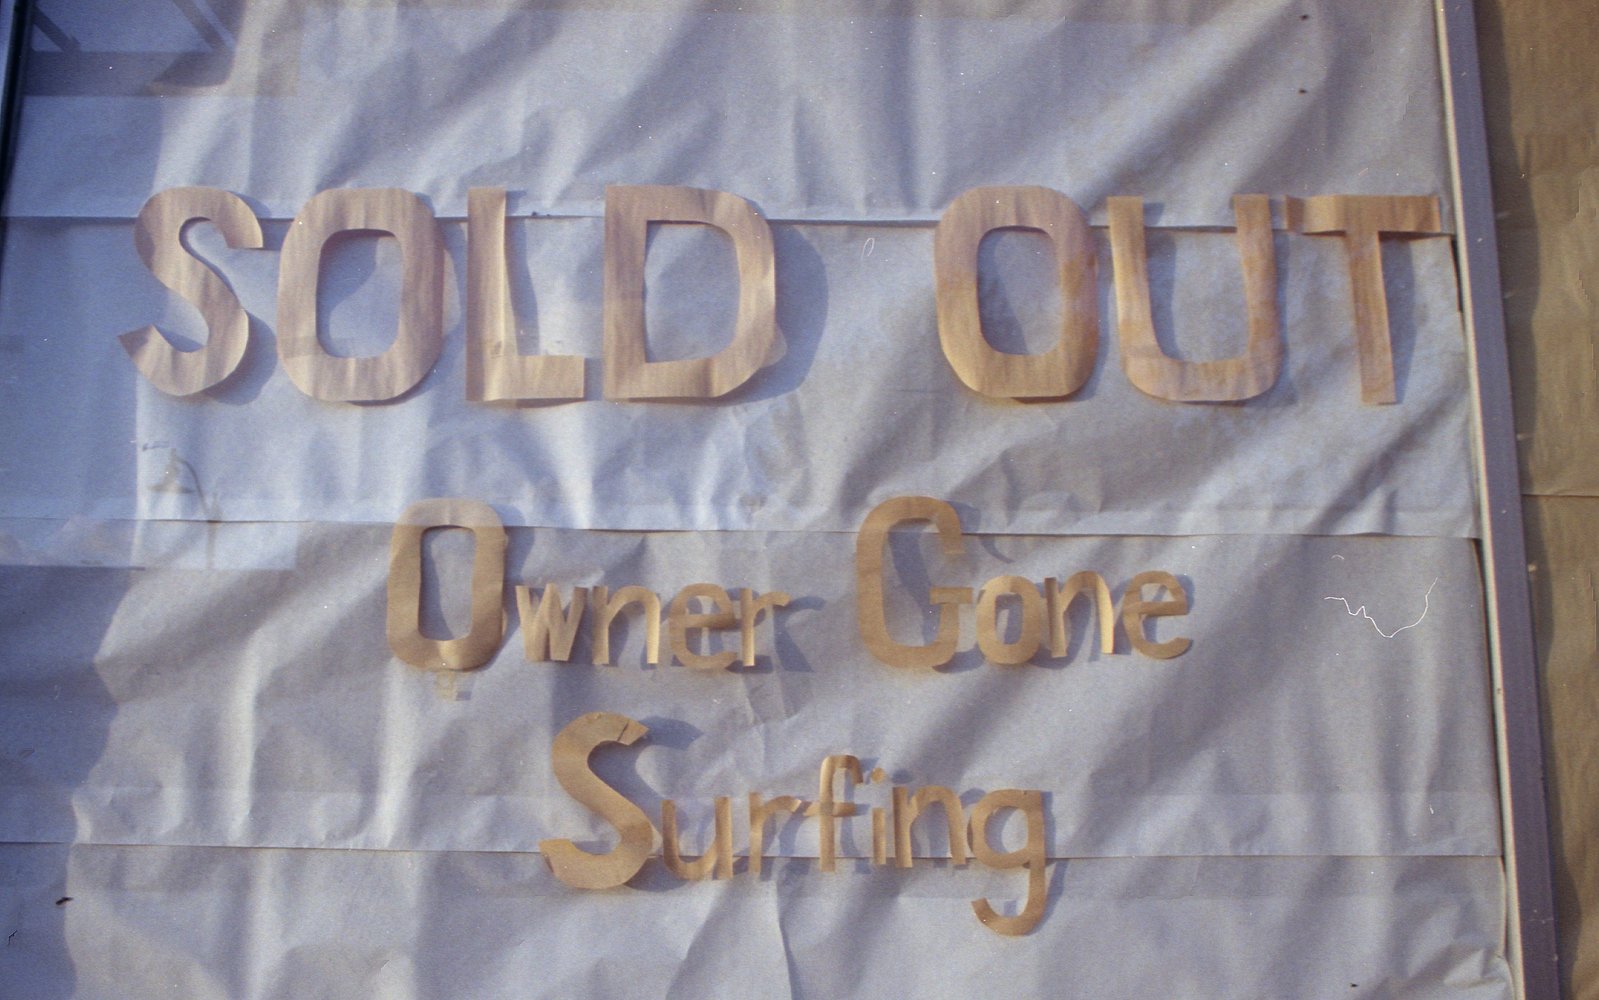 SOLD OUT
Owner Gone
Surfing